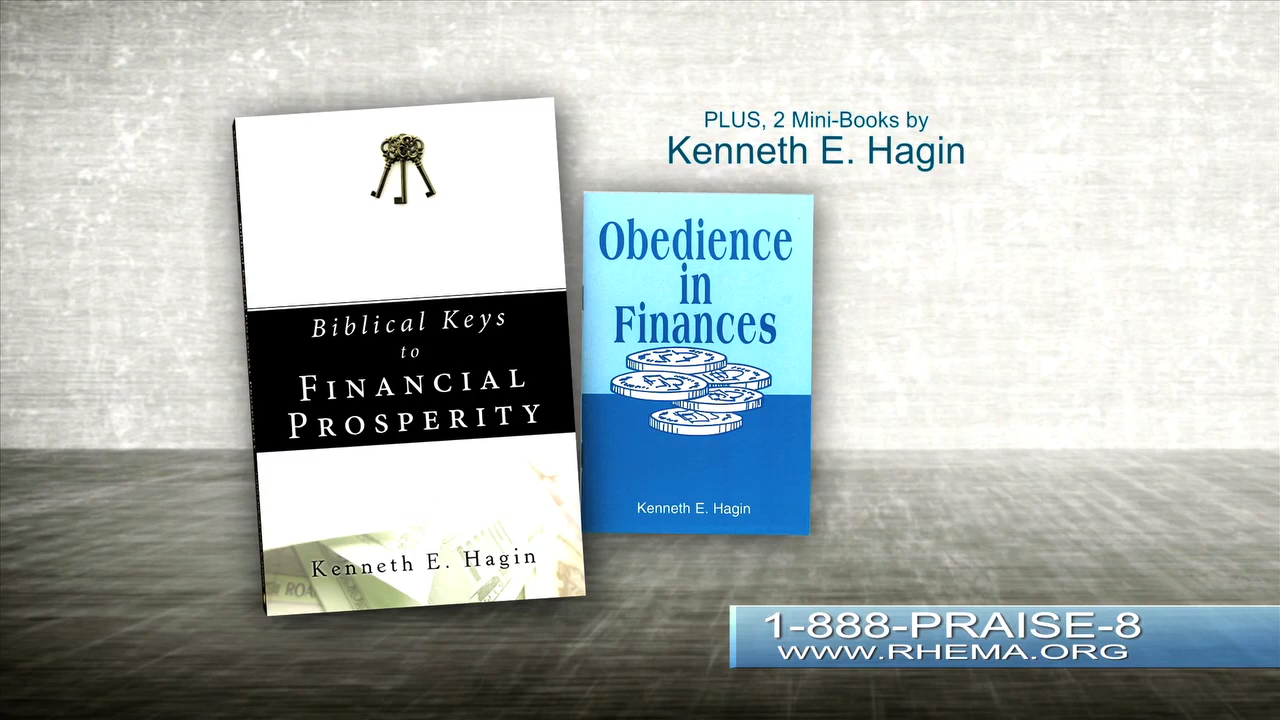 PLUS, 2 Mini-Books by
Kenneth E. Hagin
Biblical Keys
to
FINANCIAL
PROSPERITY
Kenneth E. Hagin
Obedience
in
Finances
Kenneth E. Hagin
1-888-PRAISE-8
WWW.RHEMA.ORG